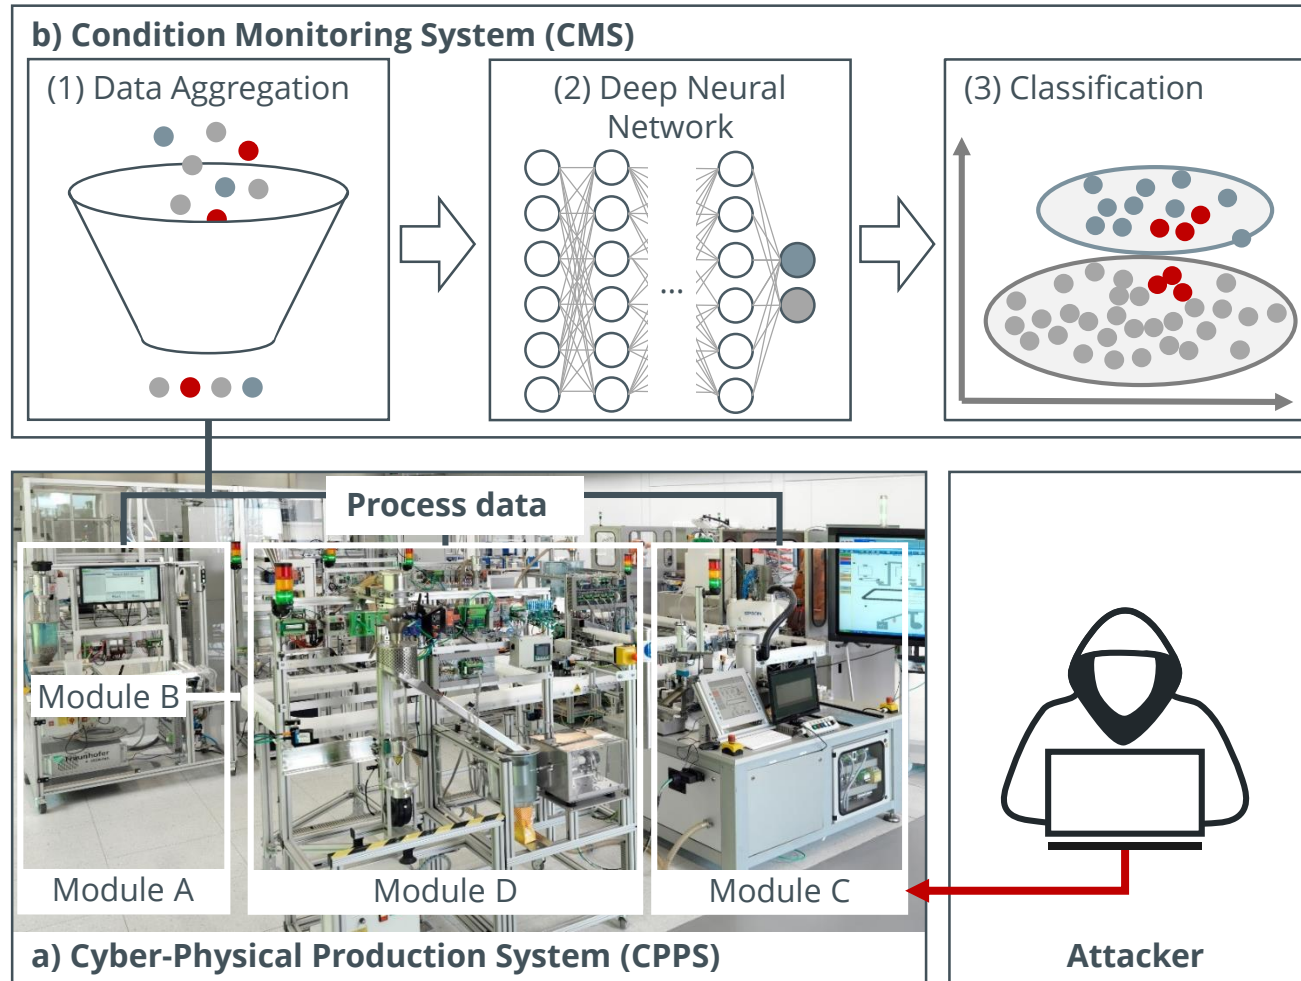 b) Condition Monitoring System (CMS)
(1) Data Aggregation
(2) Deep Neural
Network
(3) Classification
...
Process data
Module B
Fraunhofer
Module A
Module D
Module C
a) Cyber-Physical Production System (CPPS)
Attacker